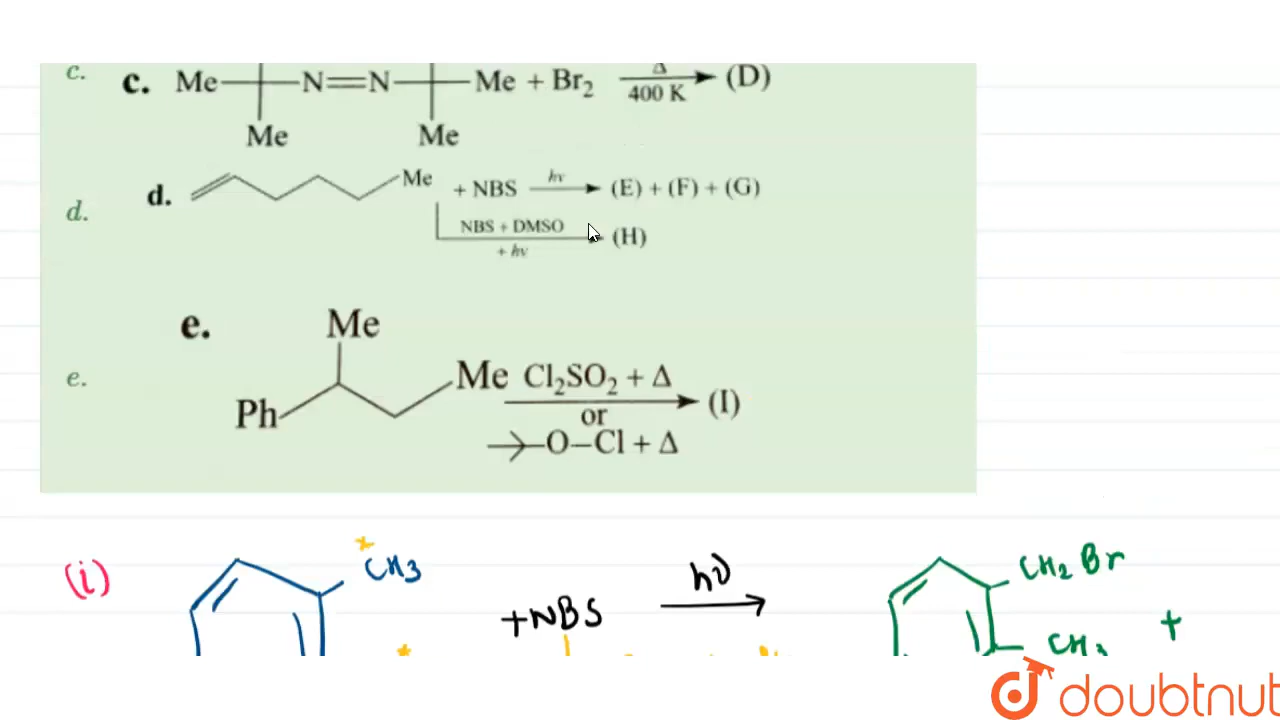 c. c. Me N=N Me + Br2 Δ 400 K (D)
Me Me
d. d. Me + NBS hν (E) + (F) + (G)
NBS + DMSO + hν (H)
e. Me
e. Ph Me Cl2SO2 + Δ (I)
or
O–Cl + Δ
(i) CH3 +NBS hν CH2Br +
CH3
doubtnut